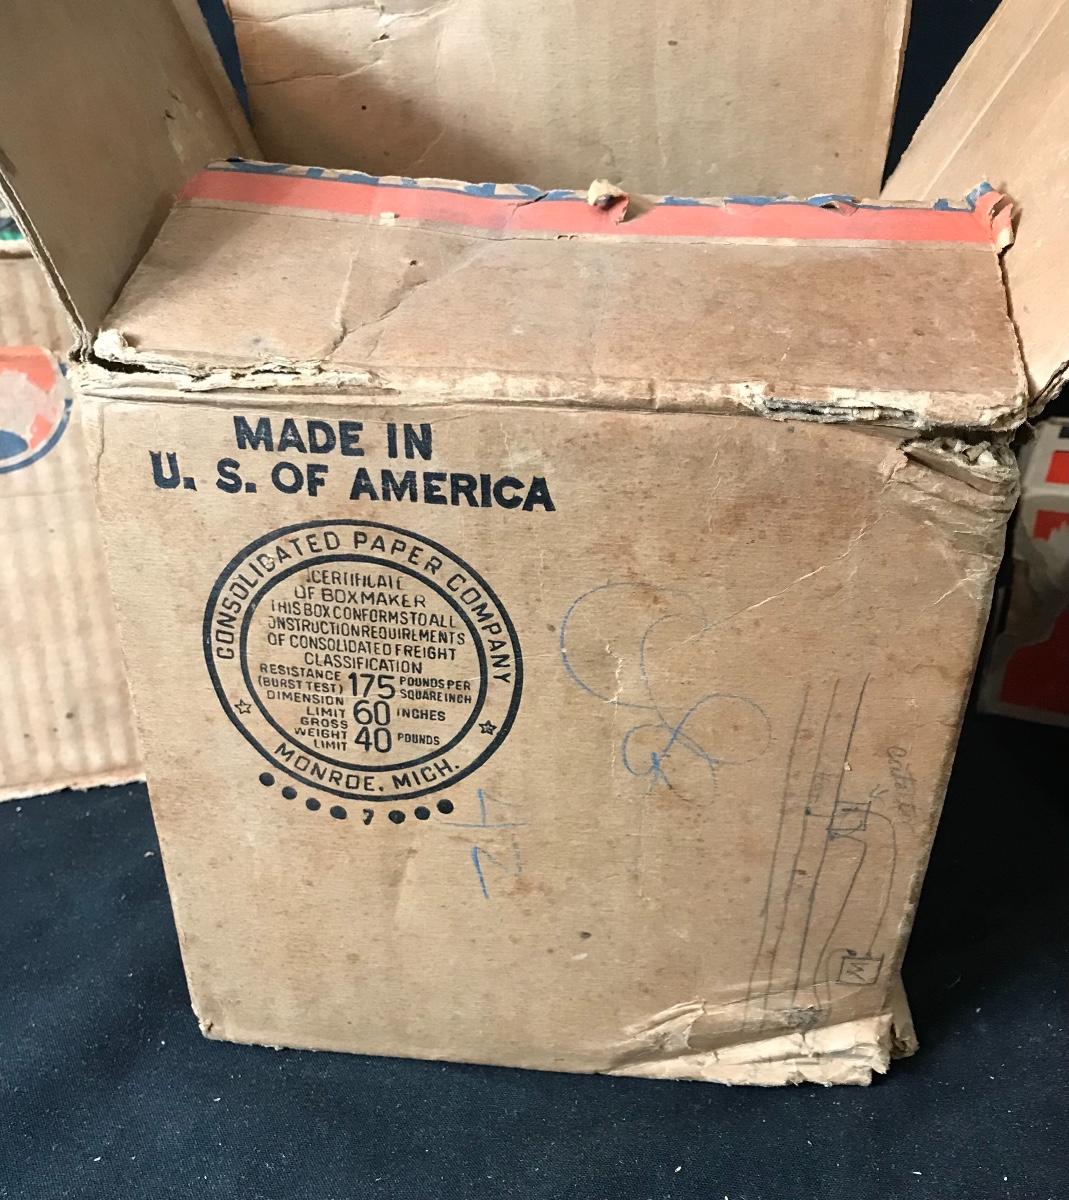 MADE IN
U. S. OF AMERICA
CONSOLIDATED PAPER COMPANY
CERTIFICATE
OF BOX MAKER
THIS BOX CONFORMS TO ALL
CONSTRUCTION REQUIREMENTS
OF CONSOLIDATED FREIGHT
CLASSIFICATION
RESISTANCE (BURST TEST) 175 POUNDS PER SQUARE INCH
DIMENSION LIMIT 60 INCHES
GROSS WEIGHT LIMIT 40 POUNDS
MONROE, MICH.
7